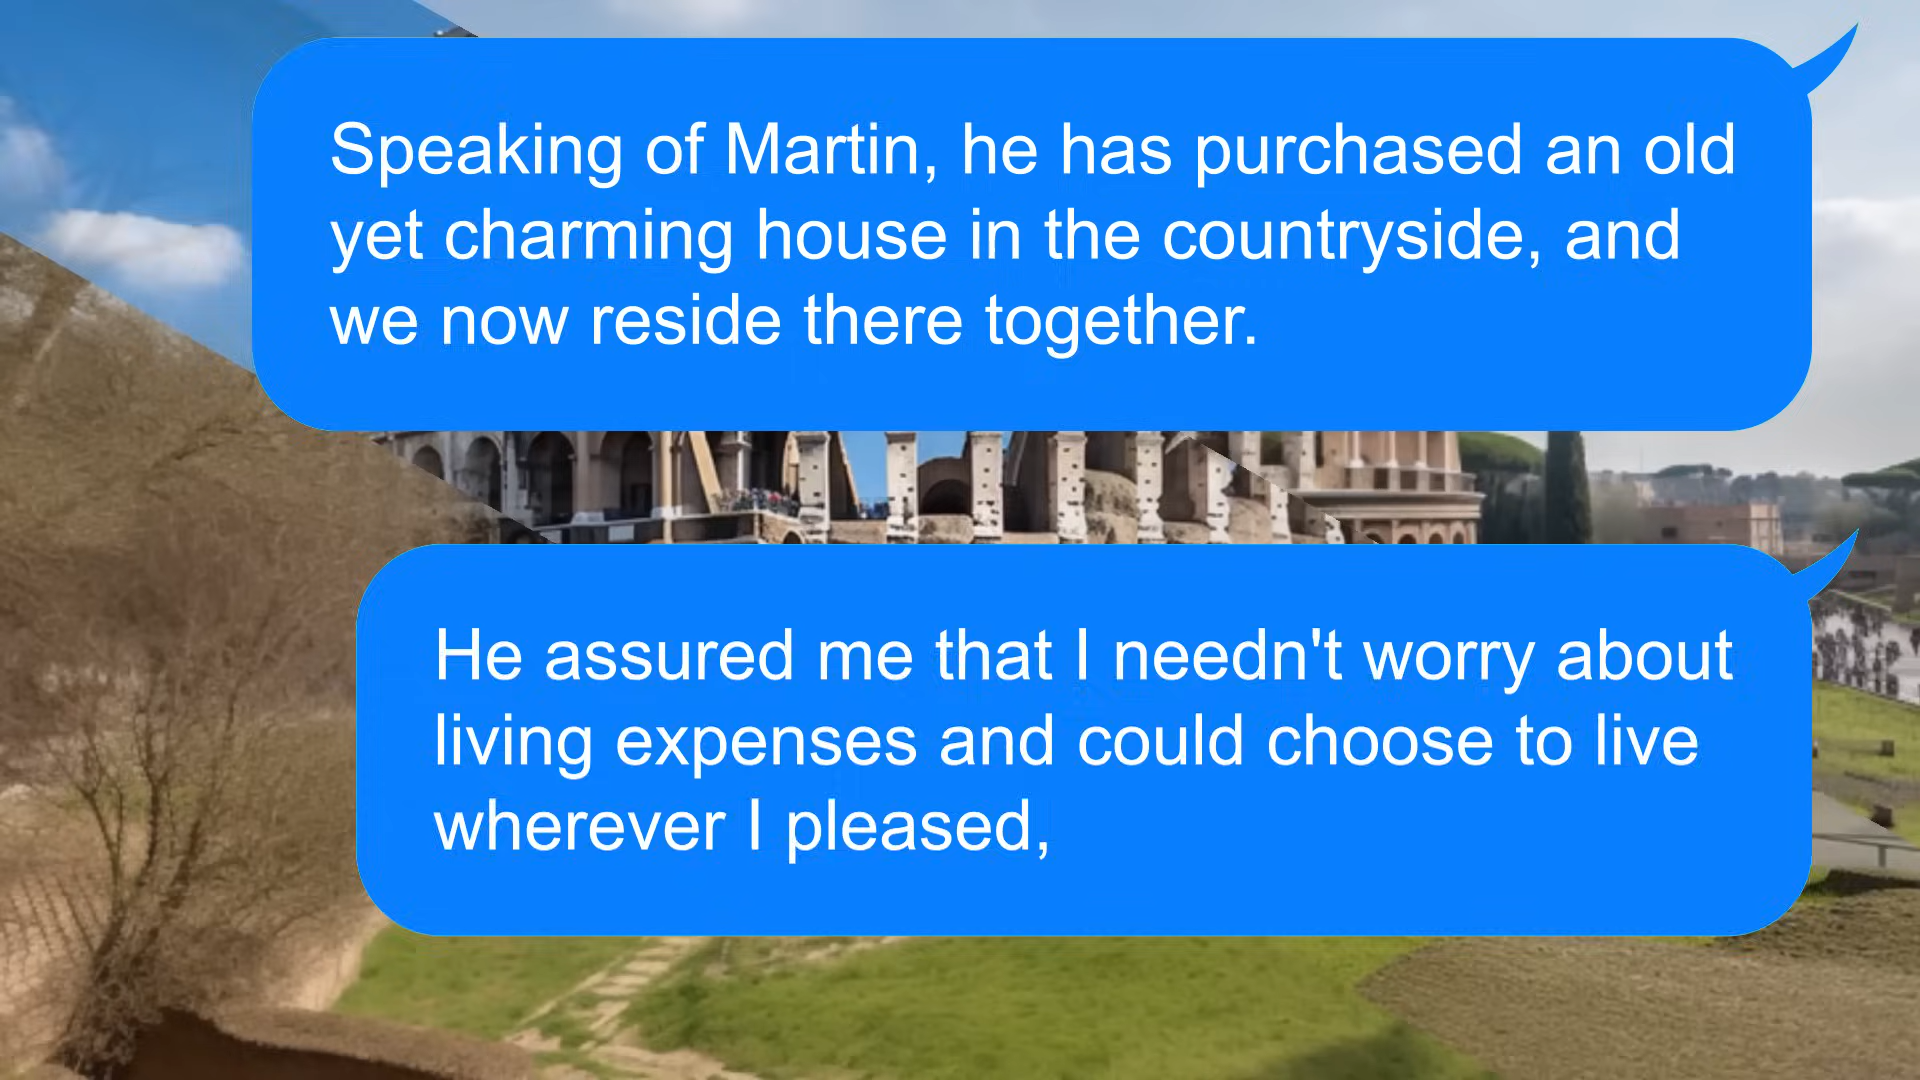 Speaking of Martin, he has purchased an old
yet charming house in the countryside, and
we now reside there together.
He assured me that I needn't worry about
living expenses and could choose to live
wherever I pleased,